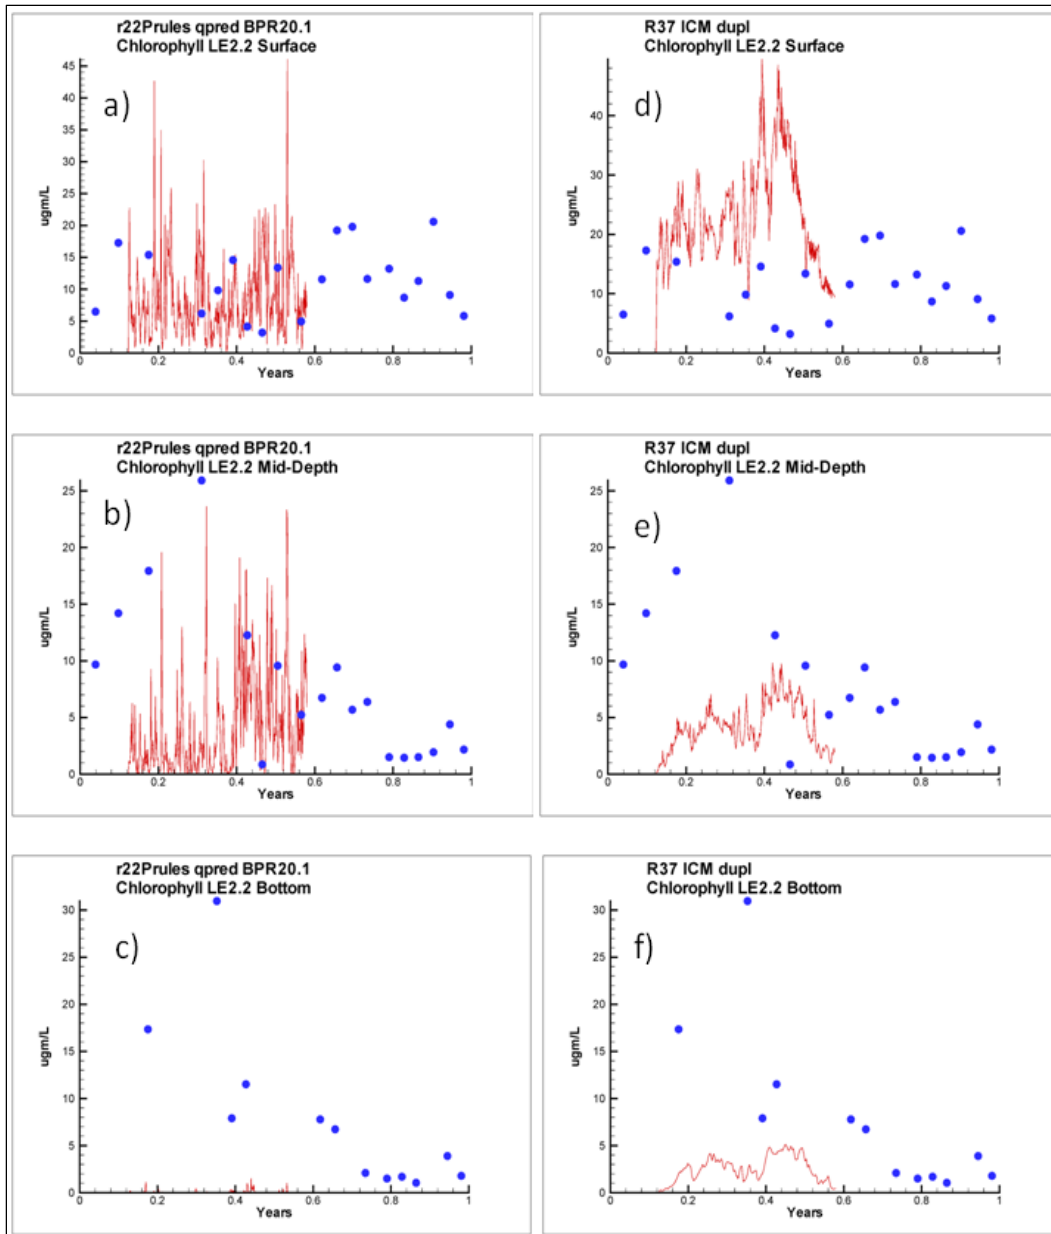 r22Prules qpred BPR20.1
Chlorophyll LE2.2 Surface
a)
ugm/L
45
40
35
30
25
20
15
10
5
0
0 0.2 0.4 0.6 0.8 1
Years
R37 ICM dupl
Chlorophyll LE2.2 Surface
d)
ugm/L
40
30
20
10
0
0.2 0.4 0.6 0.8 1
Years
r22Prules qpred BPR20.1
Chlorophyll LE2.2 Mid-Depth
b)
ugm/L
25
20
15
10
5
0
0 0.2 0.4 0.6 0.8 1
Years
R37 ICM dupl
Chlorophyll LE2.2 Mid-Depth
e)
ugm/L
25
20
15
10
5
0
0 0.2 0.4 0.6 0.8 1
Years
r22Prules qpred BPR20.1
Chlorophyll LE2.2 Bottom
c)
ugm/L
30
25
20
15
10
5
0
0 0.2 0.4 0.6 0.8 1
Years
R37 ICM dupl
Chlorophyll LE2.2 Bottom
f)
ugm/L
30
25
20
15
10
5
0
0 0.2 0.4 0.6 0.8 1
Years